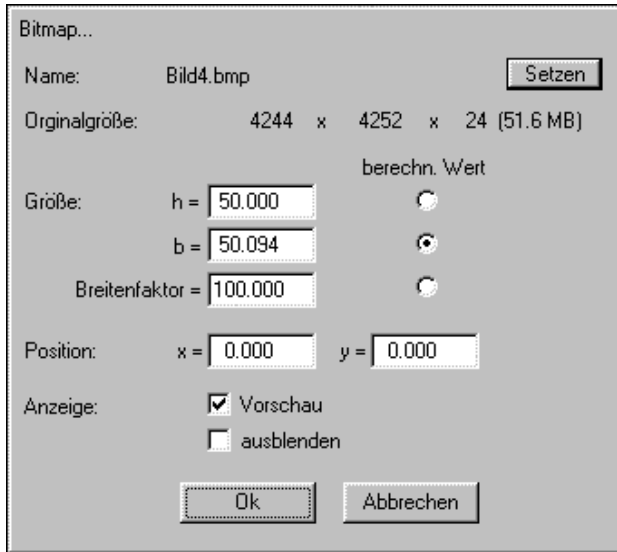 Bitmap...
Name: Bild4.bmp Setzen
Orginalgröße: 4244 x 4252 x 24 (51.6 MB)
berechn. Wert
Größe: h = 50.000
b = 50.094
Breitenfaktor = 100.000
Position: x = 0.000 y = 0.000
Anzeige: Vorschau
ausblenden
Ok Abbrechen